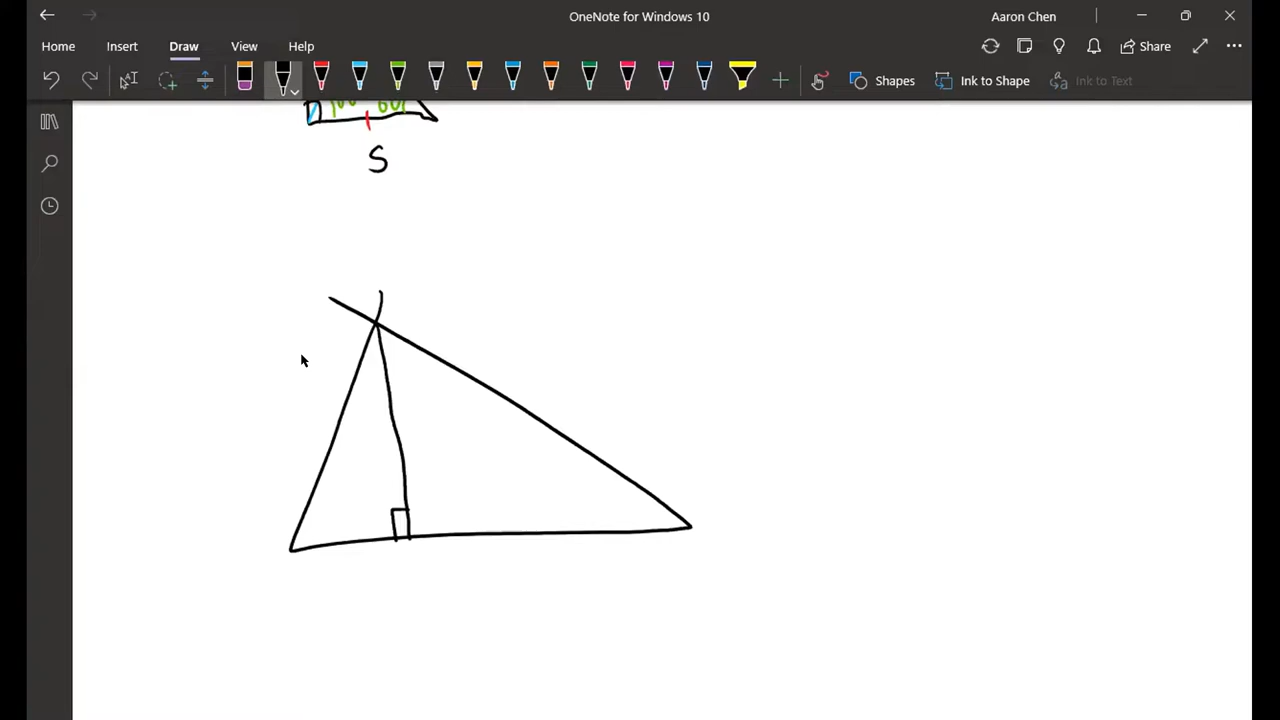 OneNote for Windows 10
Aaron Chen
Home Insert Draw View Help
Share
Shapes
Ink to Shape
Ink to Text
S